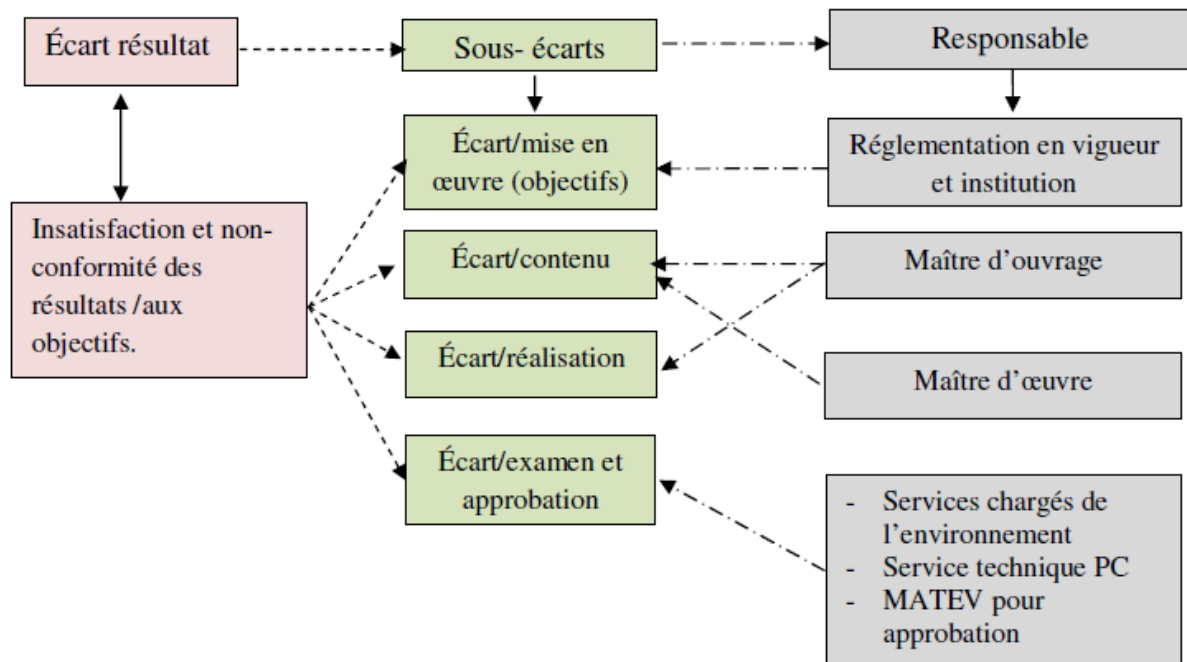 Écart résultat
Sous- écarts
Responsable
Écart/mise en
œuvre (objectifs)
Réglementation en vigueur
et institution
Insatisfaction et non-
conformité des
résultats /aux
objectifs.
Écart/contenu
Maître d’ouvrage
Écart/réalisation
Maître d’œuvre
Écart/examen et
approbation
- Services chargés de
l’environnement
- Service technique PC
- MATEV pour
approbation